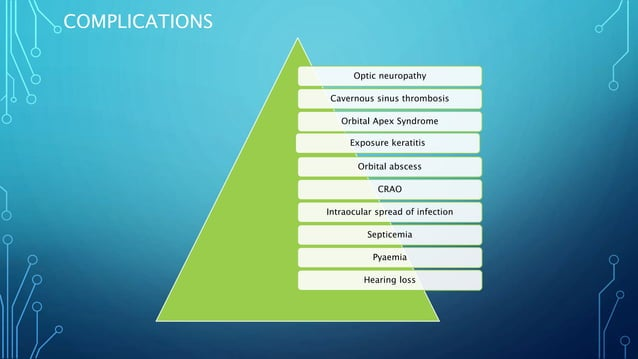 COMPLICATIONS
Optic neuropathy
Cavernous sinus thrombosis
Orbital Apex Syndrome
Exposure keratitis
Orbital abscess
CRAO
Intraocular spread of infection
Septicemia
Pyaemia
Hearing loss